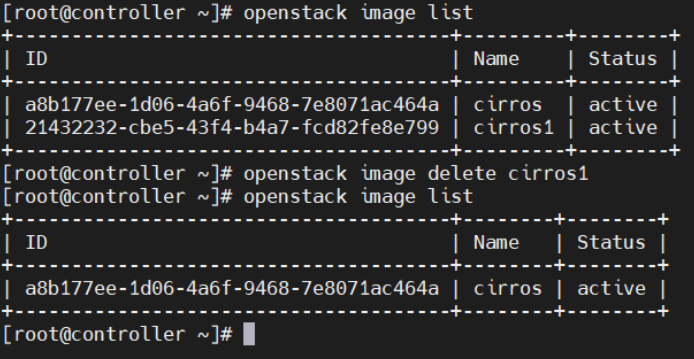 [root@controller ~]# openstack image list
+--------------------------------------+---------+--------+
| ID                                   | Name    | Status |
+--------------------------------------+---------+--------+
| a8b177ee-1d06-4a6f-9468-7e8071ac464a | cirros  | active |
| 21432232-cbe5-43f4-b4a7-fcd82fe8e799 | cirros1 | active |
+--------------------------------------+---------+--------+
[root@controller ~]# openstack image delete cirros1
[root@controller ~]# openstack image list
+--------------------------------------+--------+--------+
| ID                                   | Name   | Status |
+--------------------------------------+--------+--------+
| a8b177ee-1d06-4a6f-9468-7e8071ac464a | cirros | active |
+--------------------------------------+--------+--------+
[root@controller ~]#